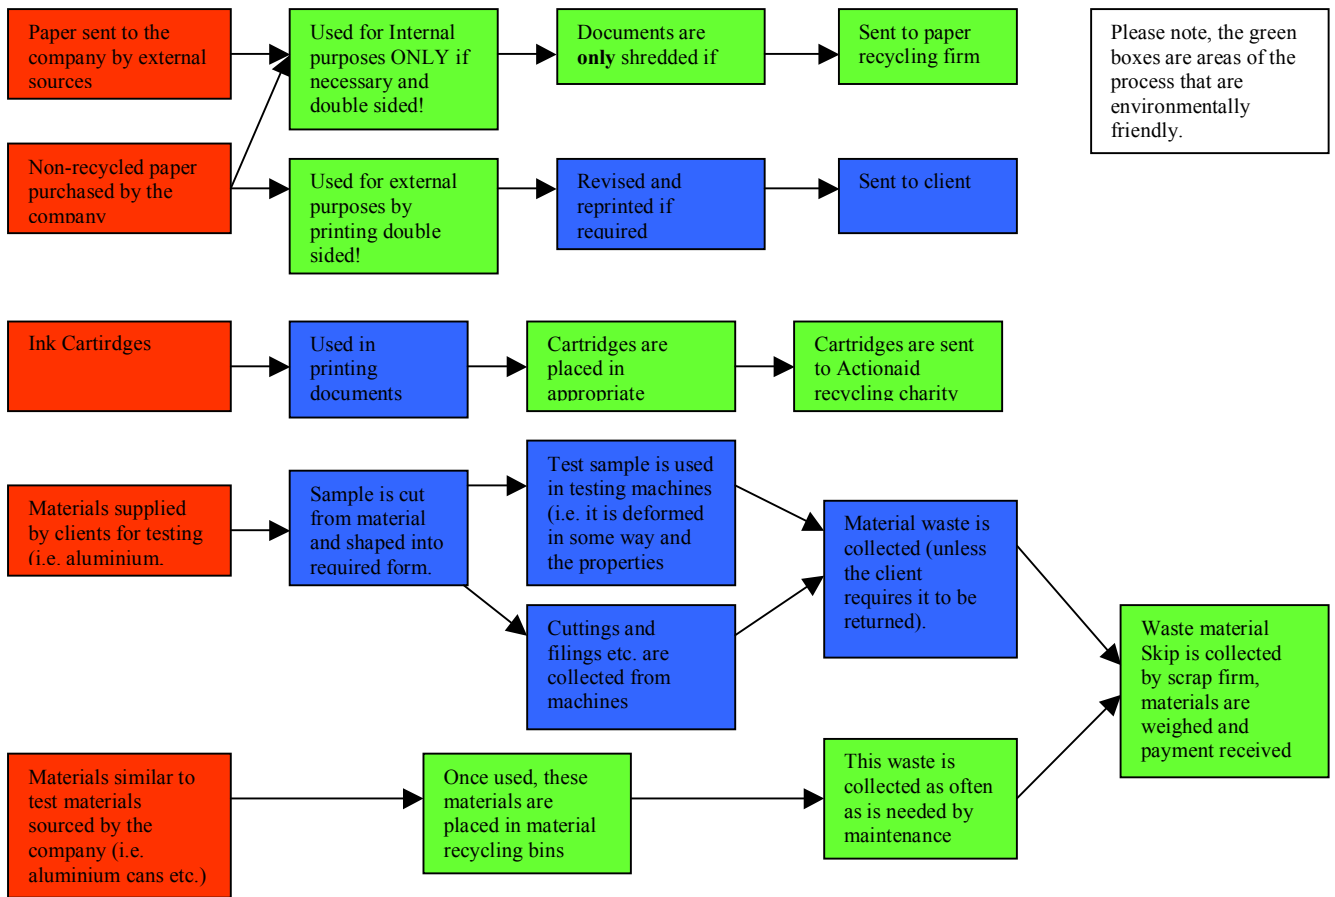 Paper sent to the
company by external
sources
Used for Internal
purposes ONLY if
necessary and
double sided!
Documents are
only shredded if
Sent to paper
recycling firm
Please note, the green
boxes are areas of the
process that are
environmentally
friendly.
Non-recycled paper
purchased by the
company
Used for external
purposes by
printing double
sided!
Revised and
reprinted if
required
Sent to client
Ink Cartirdges
Used in
printing
documents
Cartridges are
placed in
appropriate
Cartridges are sent
to Actionaid
recycling charity
Materials supplied
by clients for testing
(i.e. aluminium,
Sample is cut
from material
and shaped into
required form.
Test sample is used
in testing machines
(i.e. it is deformed
in some way and
the properties
Cuttings and
filings etc. are
collected from
machines
Material waste is
collected (unless
the client
requires it to be
returned).
Waste material
Skip is collected
by scrap firm,
materials are
weighed and
payment received
Materials similar to
test materials
sourced by the
company (i.e.
aluminium cans etc.)
Once used, these
materials are
placed in material
recycling bins
This waste is
collected as often
as is needed by
maintenance